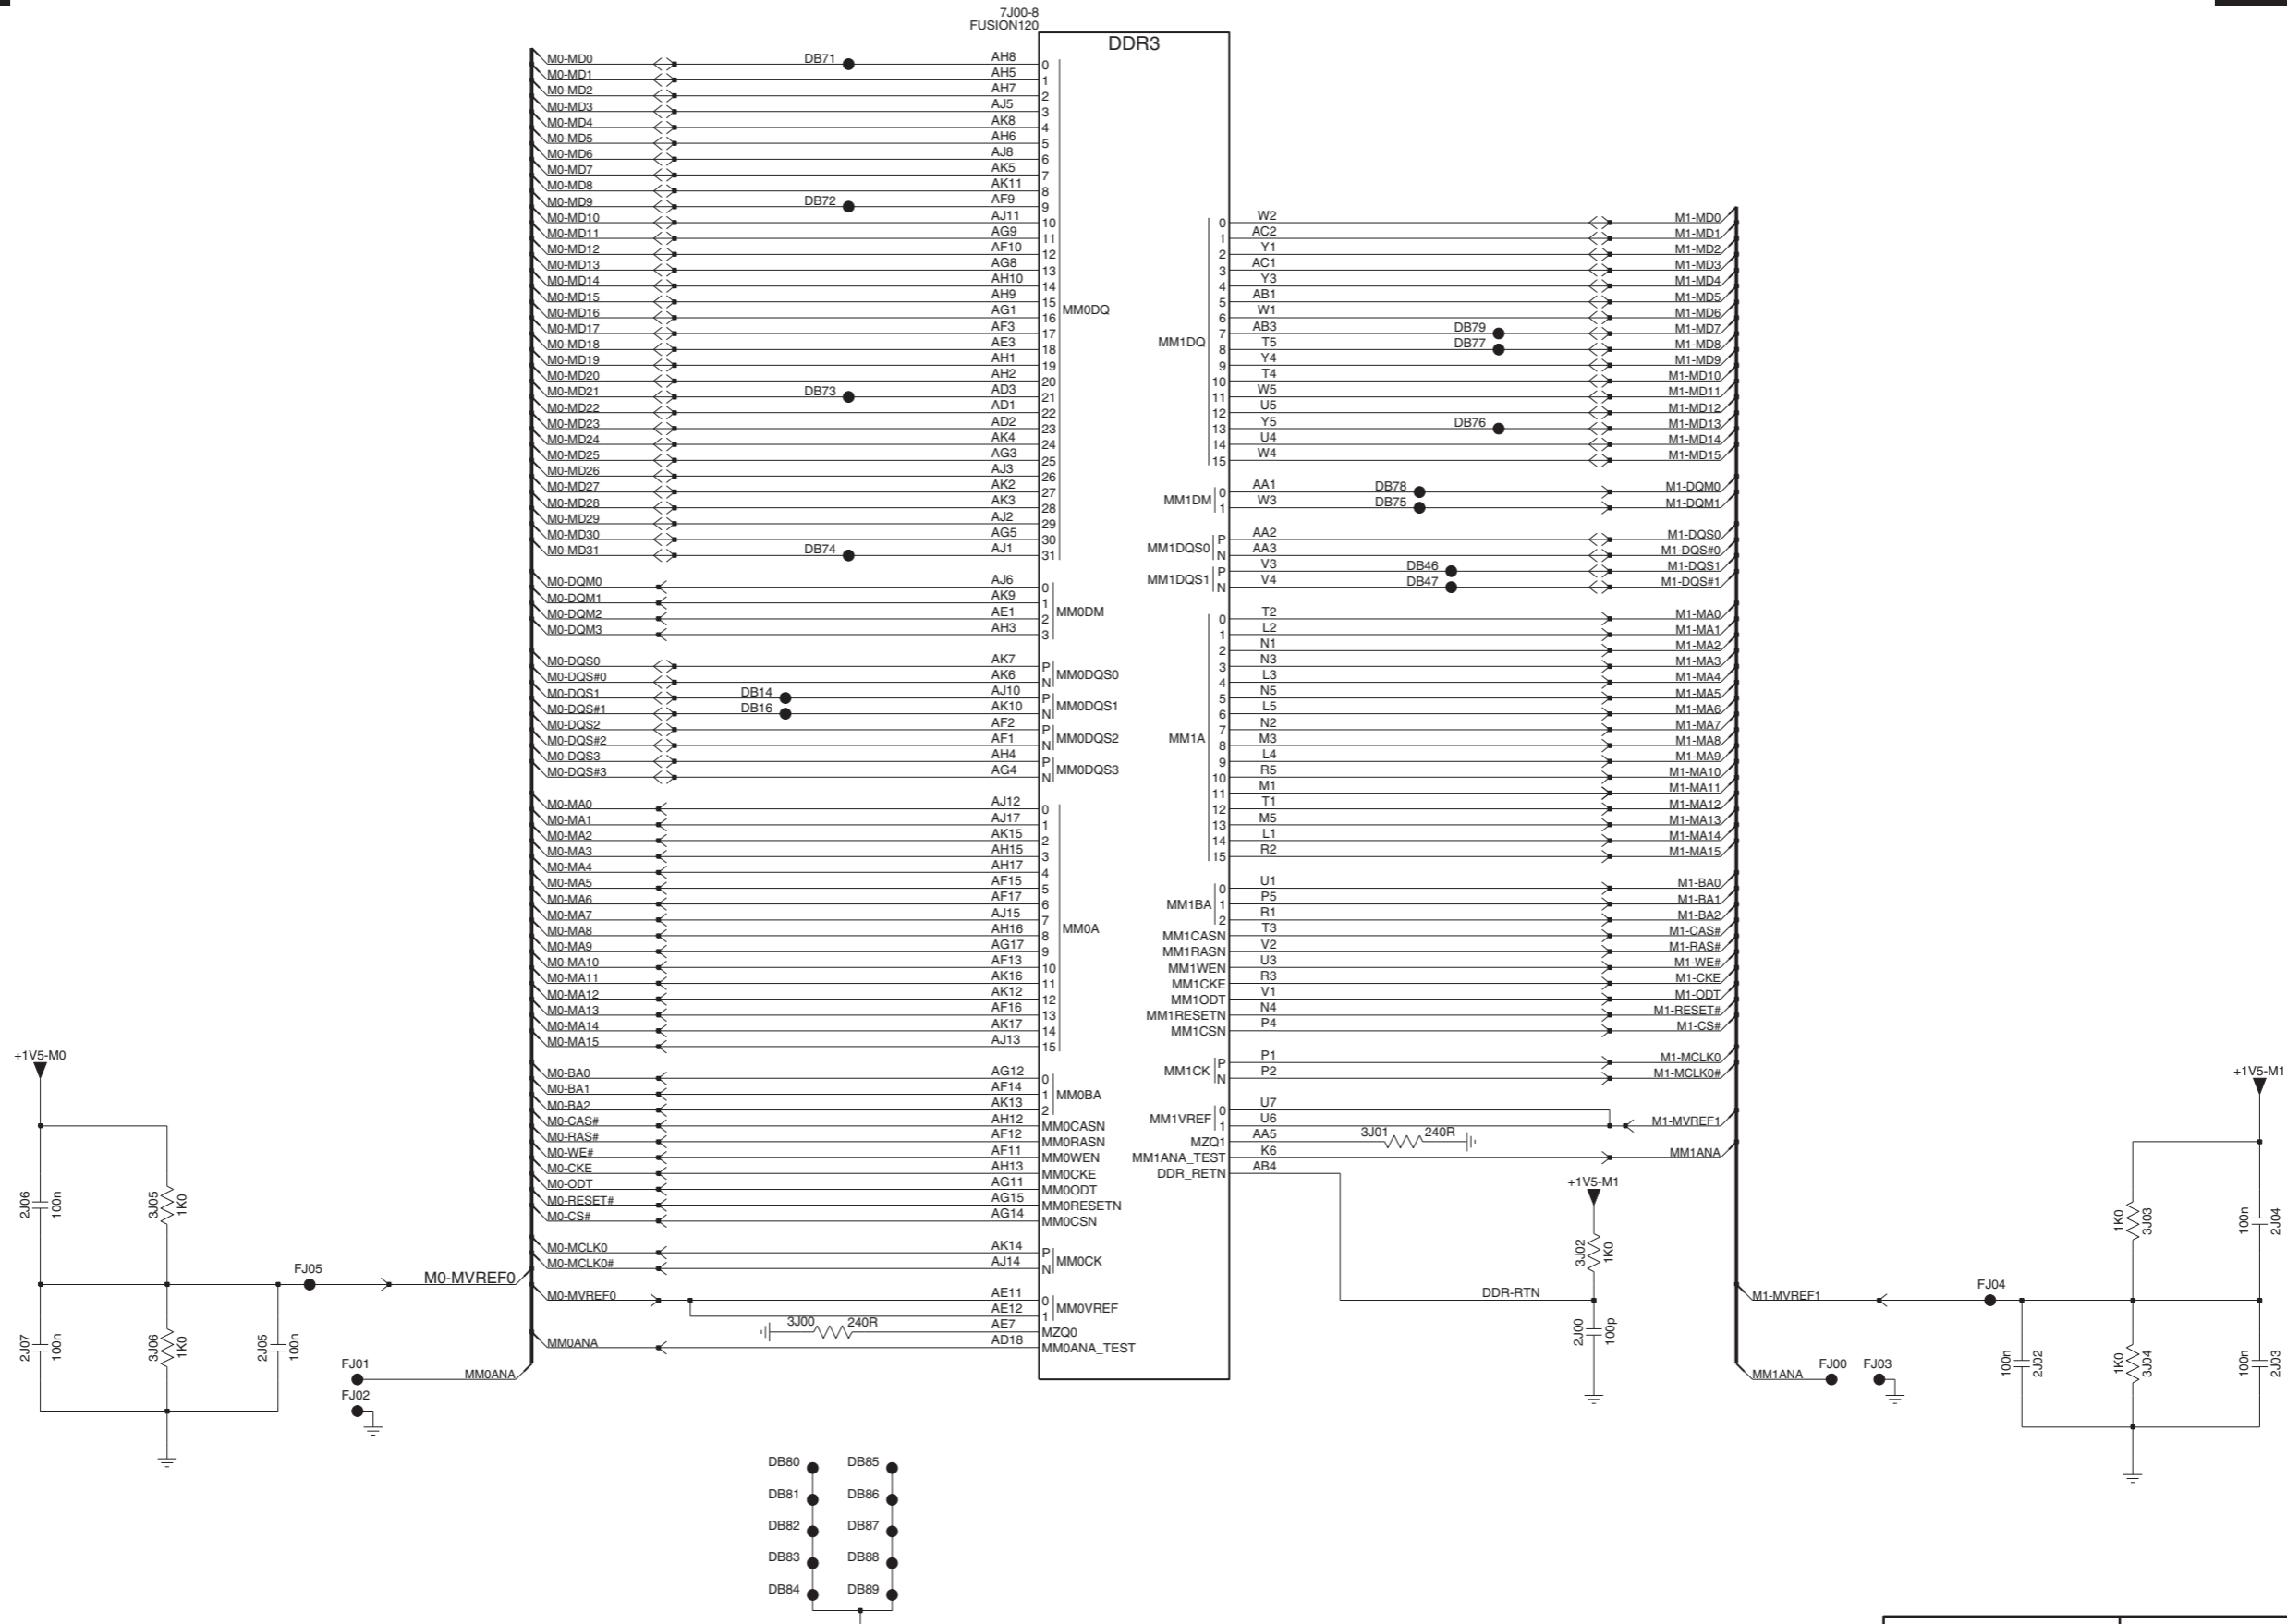 7J00-8
FUSION120
DDR3
M0-MD0 DB71 AH8 0
M0-MD1 AH5 1
M0-MD2 AH7 2
M0-MD3 AJ5 3
M0-MD4 AK8 4
M0-MD5 AH6 5
M0-MD6 AJ8 6
M0-MD7 AK5 7
M0-MD8 AK11 8
M0-MD9 DB72 AF9 9
M0-MD10 AJ11 10
M0-MD11 AG9 11
M0-MD12 AF10 12
M0-MD13 AG8 13
M0-MD14 AH10 14
M0-MD15 AH9 15
MM0DQ
M0-MD16 AG1 16
M0-MD17 AF3 17
M0-MD18 AE3 18
M0-MD19 AH1 19
M0-MD20 AH2 20
M0-MD21 DB73 AD3 21
M0-MD22 AD1 22
M0-MD23 AD2 23
M0-MD24 AK4 24
M0-MD25 AG3 25
M0-MD26 AJ3 26
M0-MD27 AK2 27
M0-MD28 AK3 28
M0-MD29 AJ2 29
M0-MD30 AG5 30
M0-MD31 DB74 AJ1 31
M0-DQM0 AJ6 0
M0-DQM1 AK9 1
MM0DM
M0-DQM2 AE1 2
M0-DQM3 AH3 3
M0-DQS0 AK7 P
MM0DQS0
M0-DQS#0 AK6 N
M0-DQS1 DB14 AJ10 P
MM0DQS1
M0-DQS#1 DB16 AK10 N
M0-DQS2 AF2 P
MM0DQS2
M0-DQS#2 AF1 N
M0-DQS3 AH4 P
MM0DQS3
M0-DQS#3 AG4 N
M0-MA0 AJ12 0
M0-MA1 AJ17 1
M0-MA2 AK15 2
M0-MA3 AH15 3
M0-MA4 AH17 4
M0-MA5 AF15 5
M0-MA6 AF17 6
M0-MA7 AJ15 7
MM0A
M0-MA8 AH16 8
M0-MA9 AG17 9
M0-MA10 AF13 10
M0-MA11 AK16 11
M0-MA12 AK12 12
M0-MA13 AF16 13
M0-MA14 AK17 14
M0-MA15 AJ13 15
M0-BA0 AG12 0
M0-BA1 AF14 1 MM0BA
M0-BA2 AK13 2
M0-CAS# AH12 MM0CASN
M0-RAS# AF12 MM0RASN
M0-WE# AF11 MM0WEN
M0-CKE AH13 MM0CKE
M0-ODT AG11 MM0ODT
M0-RESET# AG15 MM0RESETN
M0-CS# AG14 MM0CSN
M0-MCLK0 AK14 P
MM0CK
M0-MCLK0# AJ14 N
M0-MVREF0 AE11 0
MM0VREF
AE12 1
3J00 240R AE7 MZQ0
MM0ANA AD18 MM0ANA_TEST
0 W2 M1-MD0
1 AC2 M1-MD1
2 Y1 M1-MD2
3 AC1 M1-MD3
4 Y3 M1-MD4
5 AB1 M1-MD5
6 W1 M1-MD6
7 AB3 DB79 M1-MD7
MM1DQ
8 T5 DB77 M1-MD8
9 Y4 M1-MD9
10 T4 M1-MD10
11 W5 M1-MD11
12 U5 M1-MD12
13 Y5 DB76 M1-MD13
14 U4 M1-MD14
15 W4 M1-MD15
MM1DM
0 AA1 DB78 M1-DQM0
1 W3 DB75 M1-DQM1
MM1DQS0
P AA2 M1-DQS0
N AA3 M1-DQS#0
MM1DQS1
P V3 DB46 M1-DQS1
N V4 DB47 M1-DQS#1
0 T2 M1-MA0
1 L2 M1-MA1
2 N1 M1-MA2
3 N3 M1-MA3
4 L3 M1-MA4
5 N5 M1-MA5
6 L5 M1-MA6
7 N2 M1-MA7
MM1A
8 M3 M1-MA8
9 L4 M1-MA9
10 R5 M1-MA10
11 M1 M1-MA11
12 T1 M1-MA12
13 M5 M1-MA13
14 L1 M1-MA14
15 R2 M1-MA15
0 U1 M1-BA0
MM1BA 1 P5 M1-BA1
2 R1 M1-BA2
MM1CASN T3 M1-CAS#
MM1RASN V2 M1-RAS#
MM1WEN U3 M1-WE#
MM1CKE R3 M1-CKE
MM1ODT V1 M1-ODT
MM1RESETN N4 M1-RESET#
MM1CSN P4 M1-CS#
MM1CK
P P1 M1-MCLK0
N P2 M1-MCLK0#
MM1VREF
0 U7
1 U6 M1-MVREF1
MZQ1 AA5 3J01 240R
MM1ANA_TEST K6 MM1ANA
DDR_RETN AB4
+1V5-M1
3J02
1K0
DDR-RTN
2J00
100p
+1V5-M0
2J06
100n
3J05
1K0
FJ05
M0-MVREF0
2J07
100n
3J06
1K0
2J05
100n
FJ01
MM0ANA
FJ02
+1V5-M1
1K0
3J03
100n
2J04
M1-MVREF1
FJ04
100n
2J02
1K0
3J04
100n
2J03
MM1ANA
FJ00
FJ03
DB80 DB85
DB81 DB86
DB82 DB87
DB83 DB88
DB84 DB89